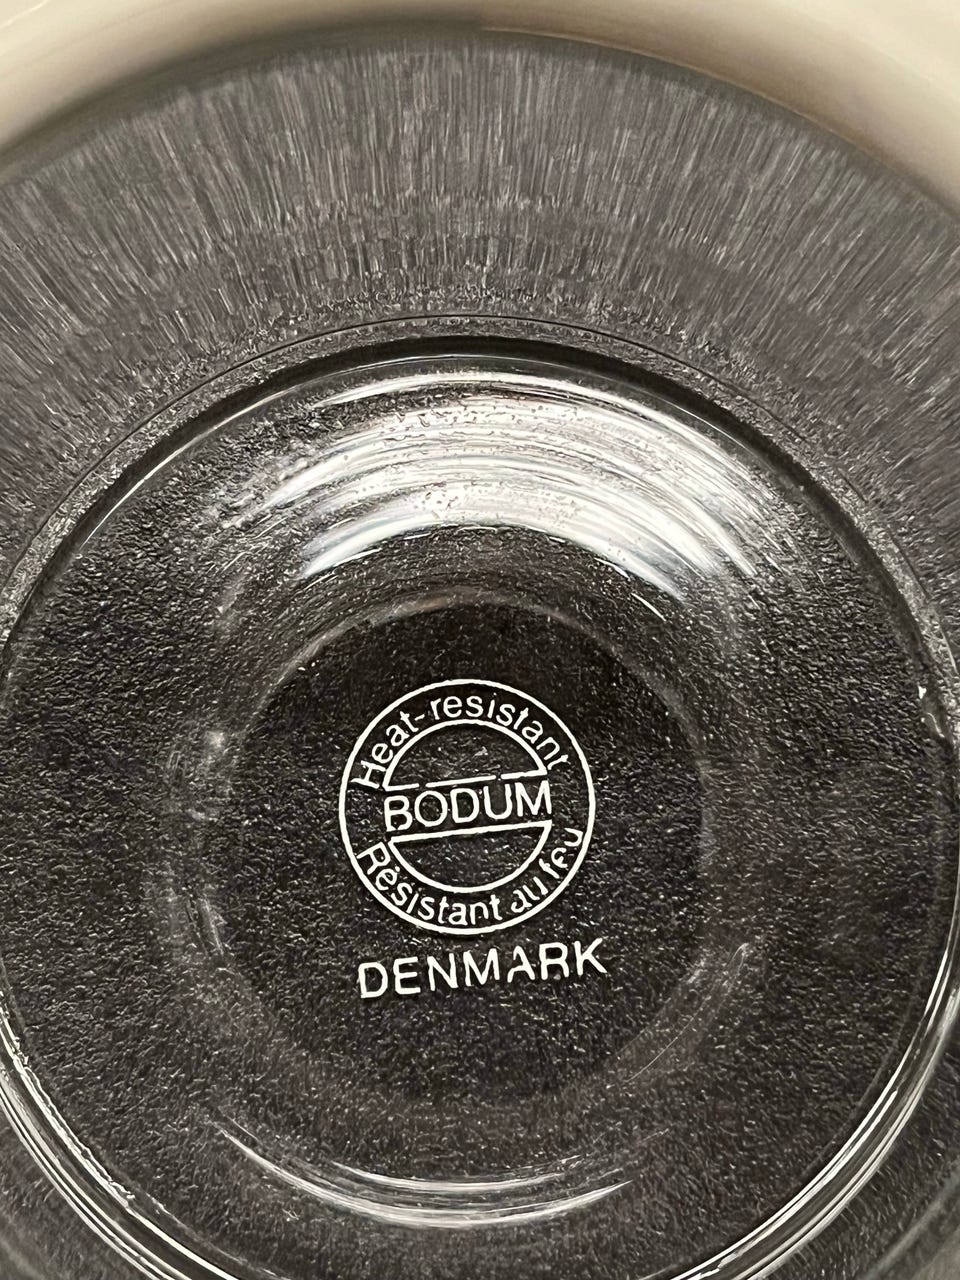 Heat-resistant
BODUM
Résistant au feu
DENMARK